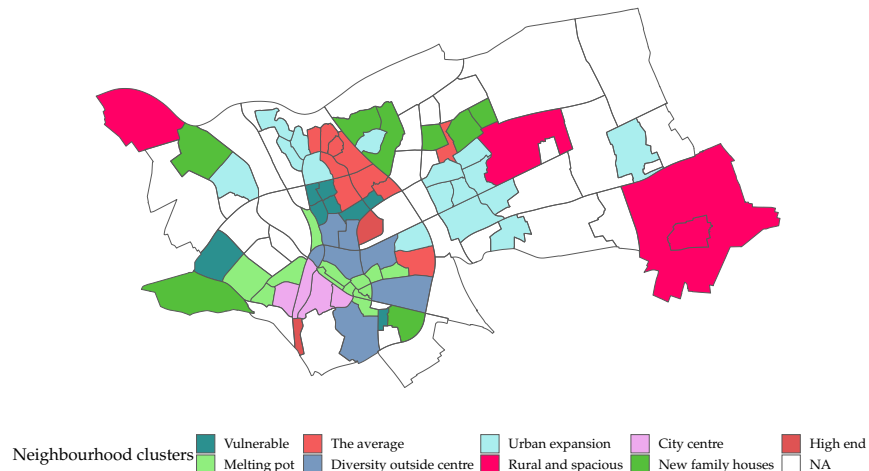 Neighbourhood clusters
Vulnerable The average Urban expansion City centre High end
Melting pot Diversity outside centre Rural and spacious New family houses NA